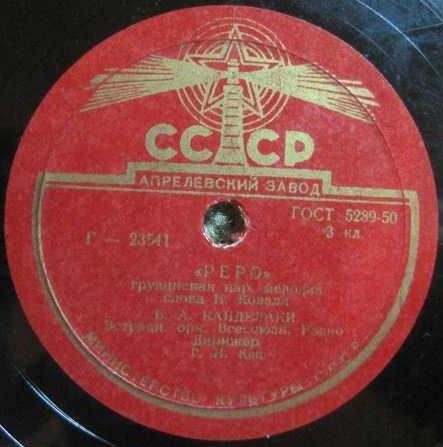 СССР
АПРЕЛЕВСКИЙ ЗАВОД
ГОСТ 5289-50
Г — 23541
3 кл.
«РЕРО»
грузинская нар. мелодия
слова Н. Коваля
В. А. КАНДЕЛАКИ
Эстрадн. орк. Всесоюзн. Радио
Дирижер
МИНИСТЕРСТВО КУЛЬТУРЫ СССР